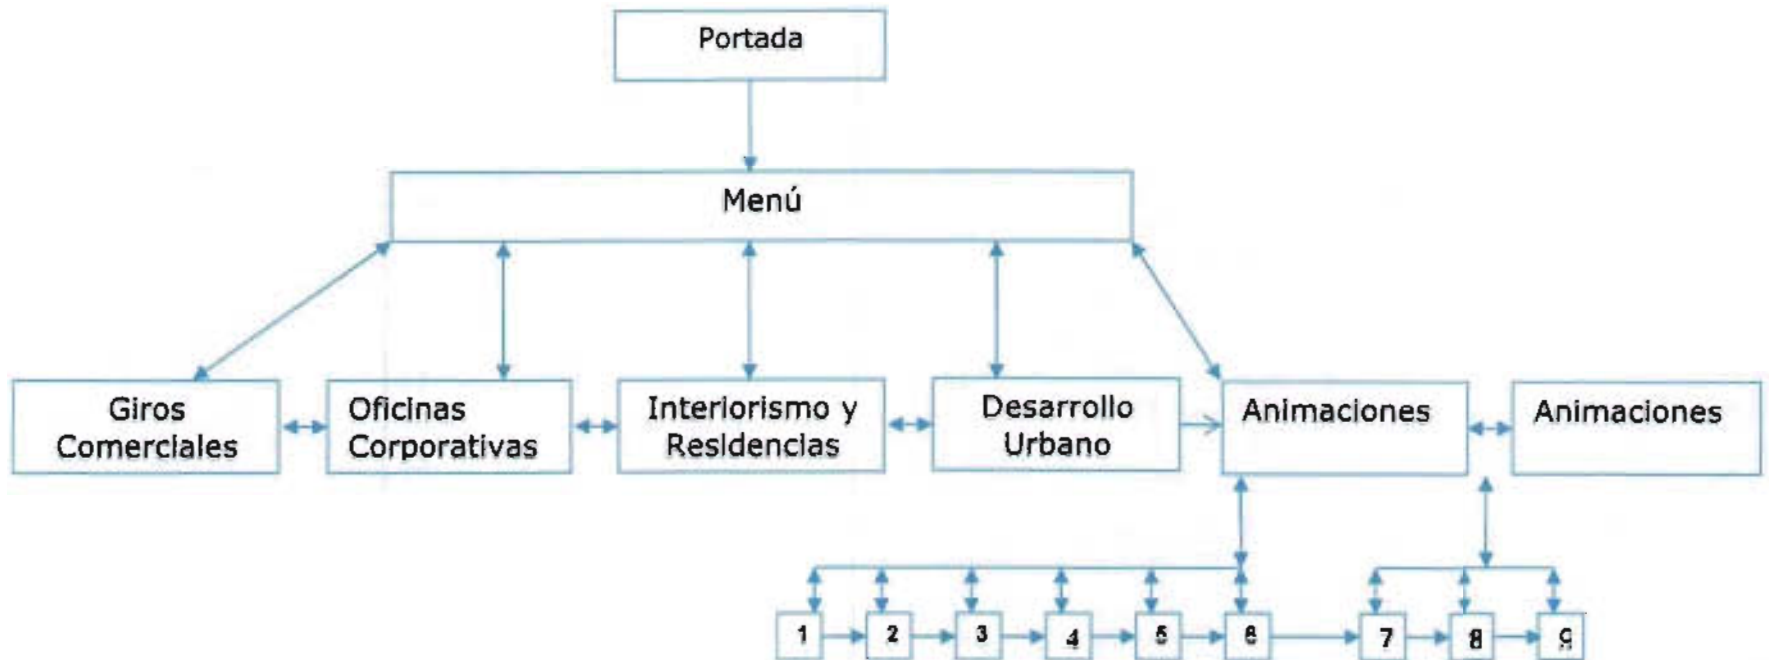 Portada
Menú
Giros
Comerciales
Oficinas
Corporativas
Interiorismo y
Residencias
Desarrollo
Urbano
Animaciones
Animaciones
1
2
3
4
5
6
7
8
9